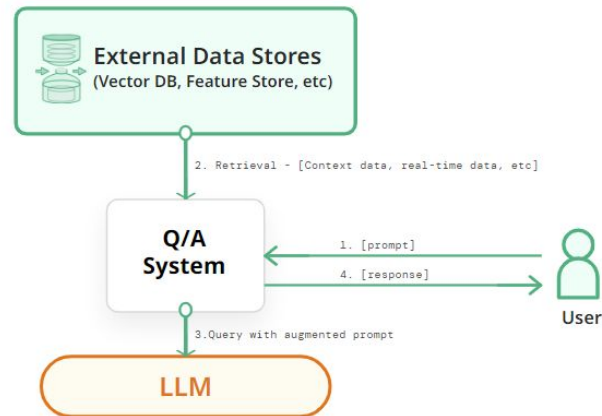 External Data Stores
(Vector DB, Feature Store, etc)
2. Retrieval - [Context data, real-time data, etc]
Q/A
System
1. [prompt]
4. [response]
User
3.Query with augmented prompt
LLM